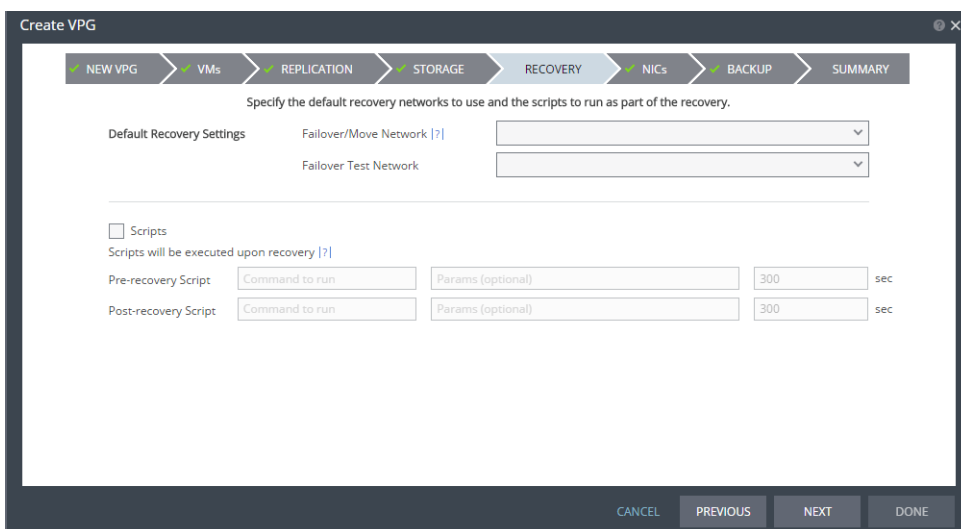 Create VPG
NEW VPG VMs REPLICATION STORAGE RECOVERY NICs BACKUP SUMMARY
Specify the default recovery networks to use and the scripts to run as part of the recovery.
Default Recovery Settings Failover/Move Network |?|
Failover Test Network
Scripts
Scripts will be executed upon recovery |?|
Pre-recovery Script Command to run Params (optional) 300 sec
Post-recovery Script Command to run Params (optional) 300 sec
CANCEL PREVIOUS NEXT DONE